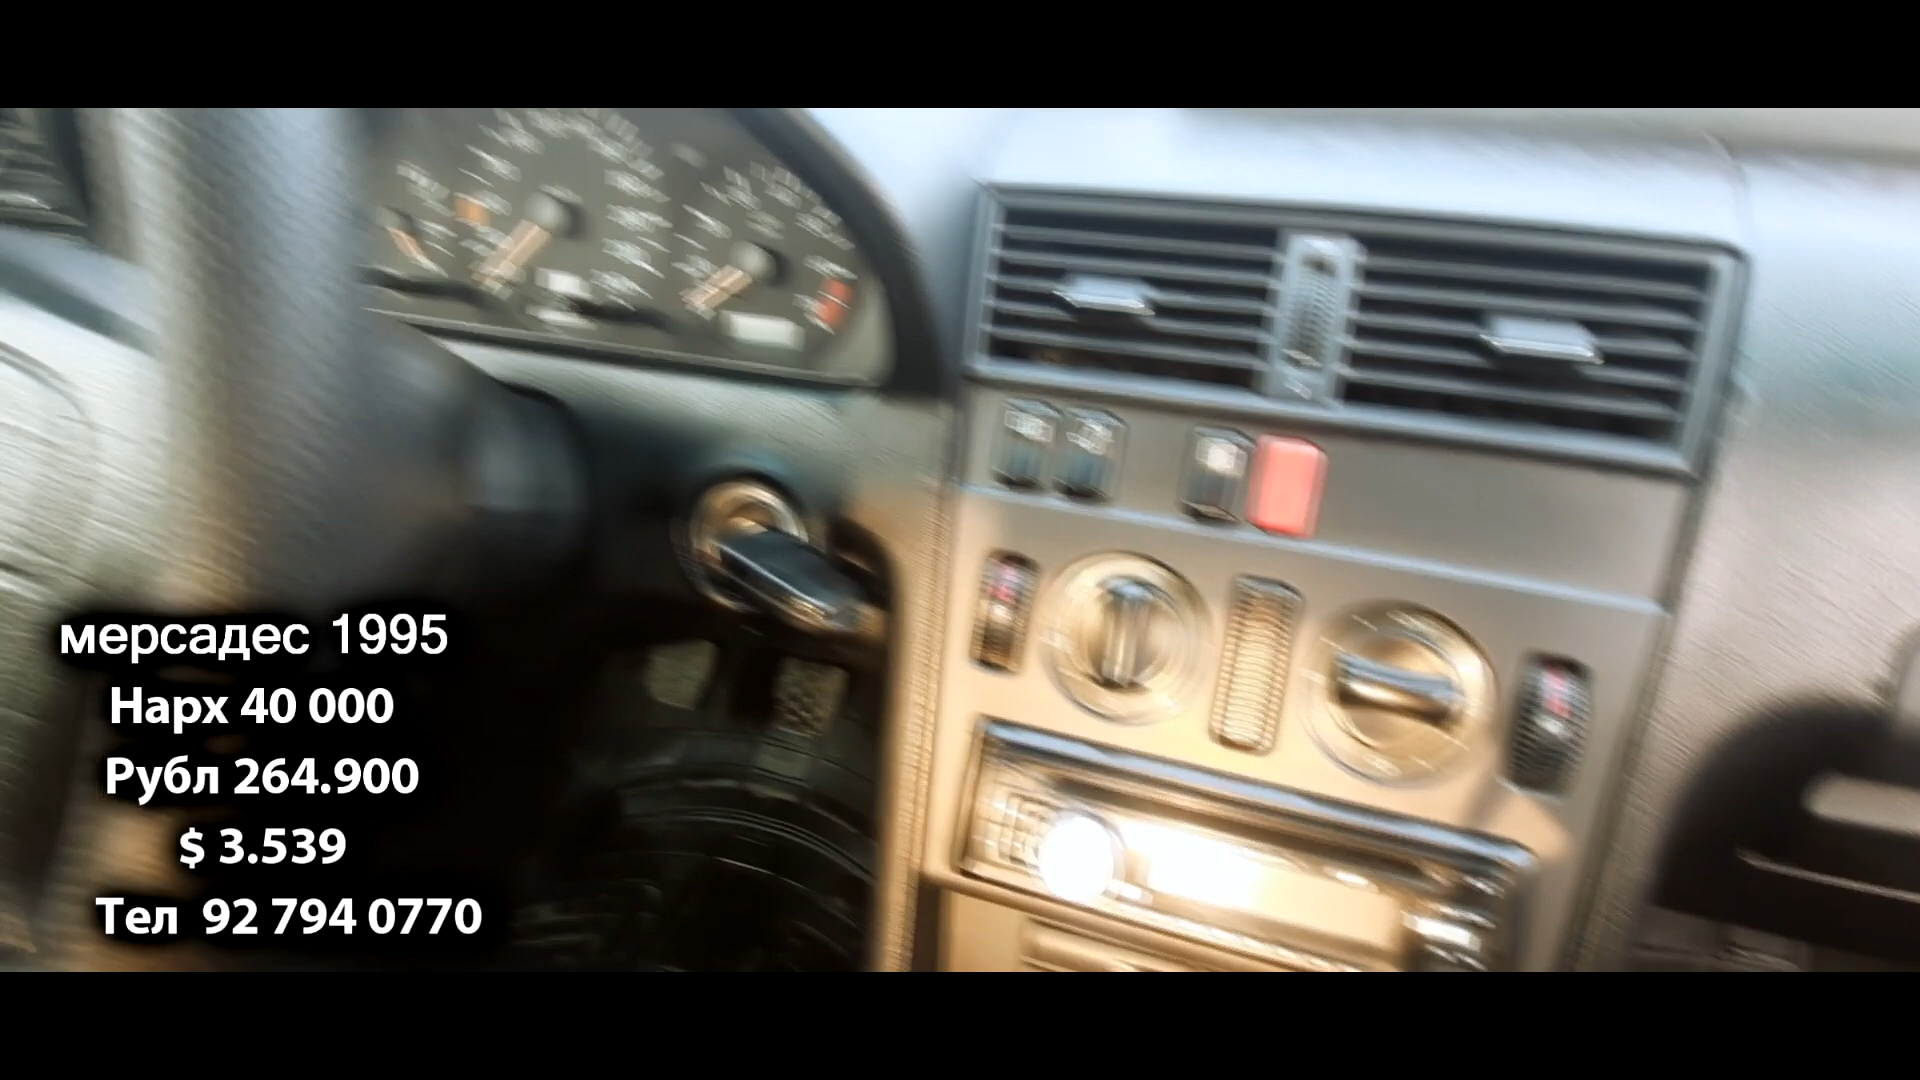 мерсадес 1995
Нарх 40 000
Рубл 264.900
$ 3.539
Тел 92 794 0770